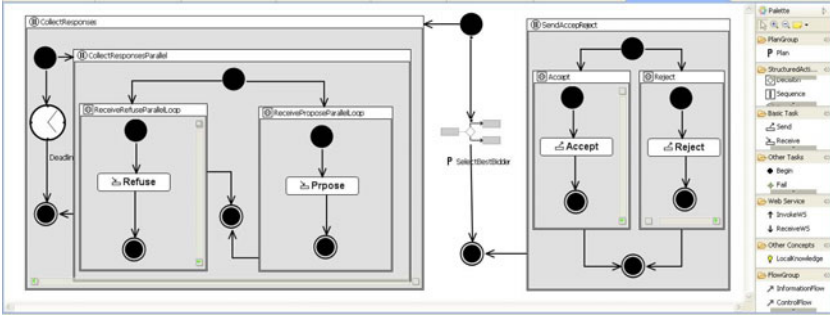 CollectResponses
CollectResponsesParallel
ReceiveRefuseParallelLoop
Refuse
ReceiveProposeParallelLoop
Prpose
Deadlin
P SelectBestBidder
SendAccepReject
Accept
Accept
Reject
Reject
Palette
PlanGroup
P Plan
StructuredActi...
Decision
Sequence
Basic Task
Send
Receive
Other Tasks
Begin
Fail
Web Service
InvokeWS
ReceiveWS
Other Concepts
LocalKnowledge
FlowGroup
InformationFlow
ControlFlow